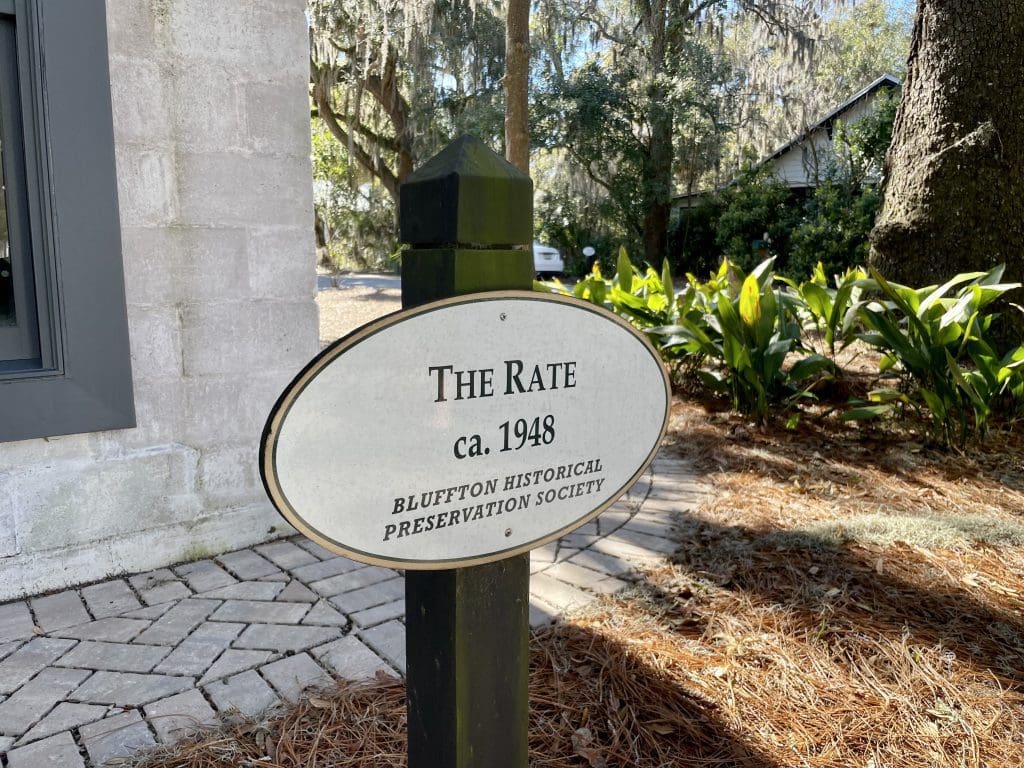 THE RATE
ca. 1948
BLUFFTON HISTORICAL
PRESERVATION SOCIETY